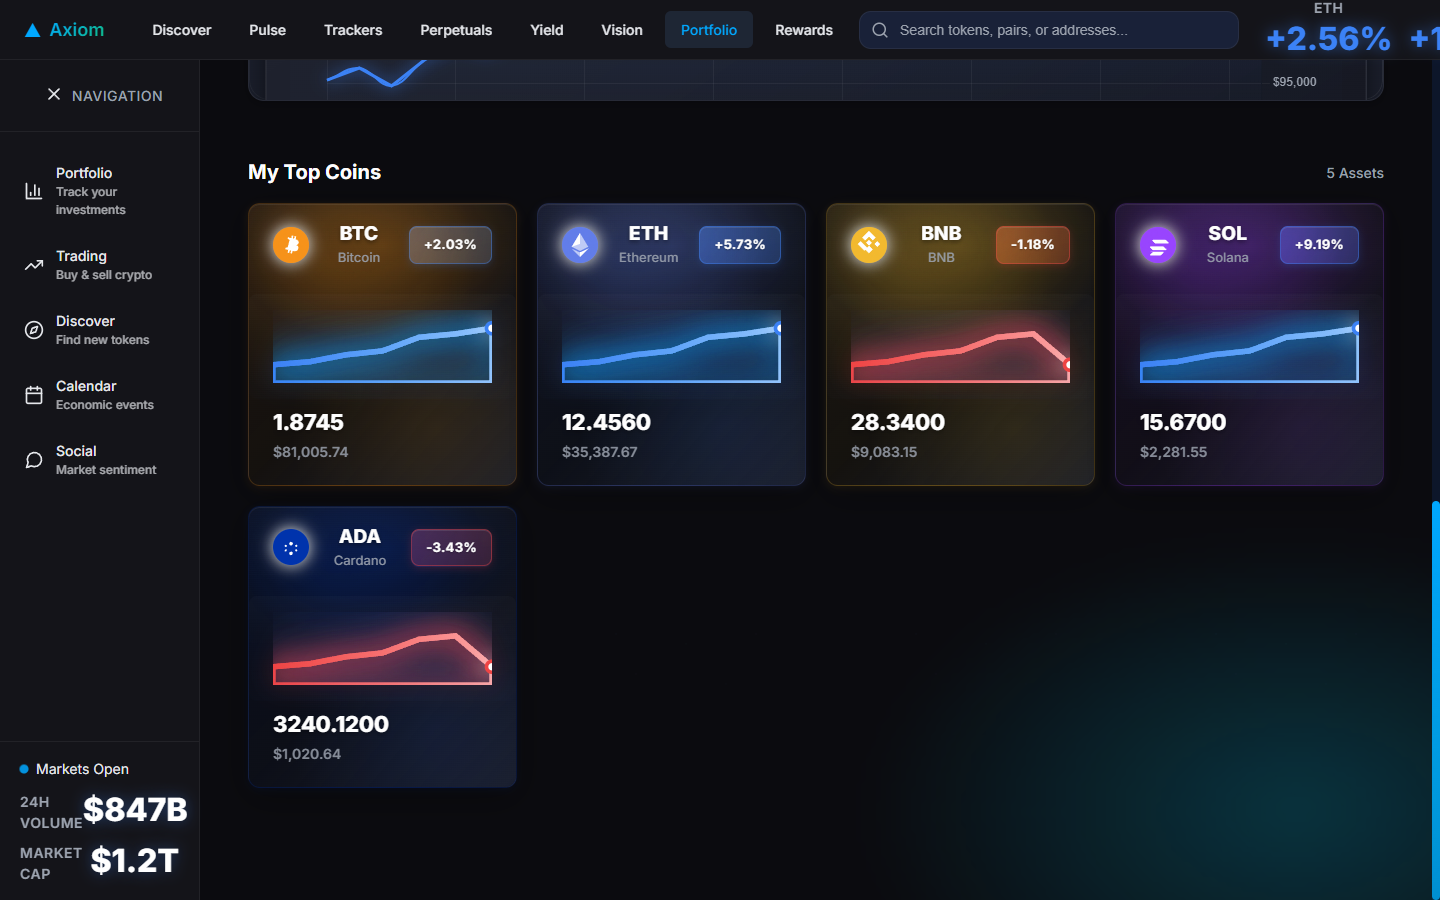 Axiom
Discover
Pulse
Trackers
Perpetuals
Yield
Vision
Portfolio
Rewards
Search tokens, pairs, or addresses...
ETH
+2.56%
+1
NAVIGATION
Portfolio
Track your
investments
Trading
Buy & sell crypto
Discover
Find new tokens
Calendar
Economic events
Social
Market sentiment
Markets Open
24H
VOLUME
$847B
MARKET
CAP
$1.2T
$95,000
My Top Coins
5 Assets
BTC
Bitcoin
+2.03%
1.8745
$81,005.74
ETH
Ethereum
+5.73%
12.4560
$35,387.67
BNB
BNB
-1.18%
28.3400
$9,083.15
SOL
Solana
+9.19%
15.6700
$2,281.55
ADA
Cardano
-3.43%
3240.1200
$1,020.64